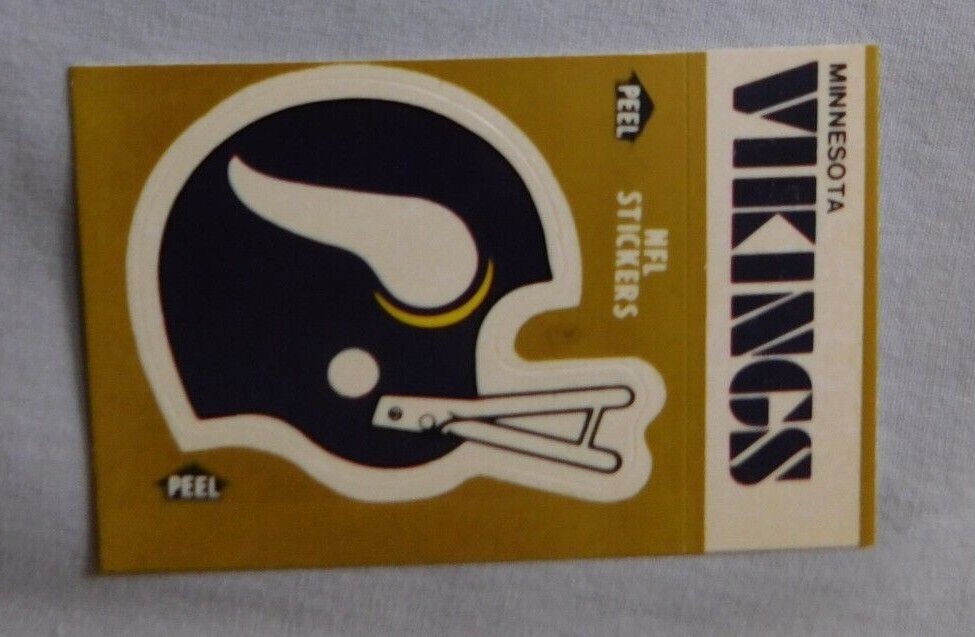 MINNESOTA
VIKINGS
PEEL
NFL
STICKERS
PEEL